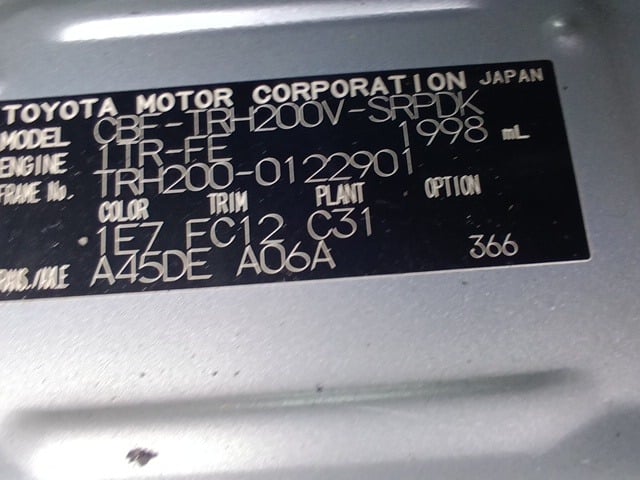 TOYOTA MOTOR CORPORATION JAPAN
MODEL CBF-TRH200V-SRPDK
ENGINE 1TR-FE 1998 mL
FRAME No. TRH200-0122901
COLOR TRIM PLANT OPTION
1E7 FC12 C31
TRNS./AXLE A45DE A06A 366